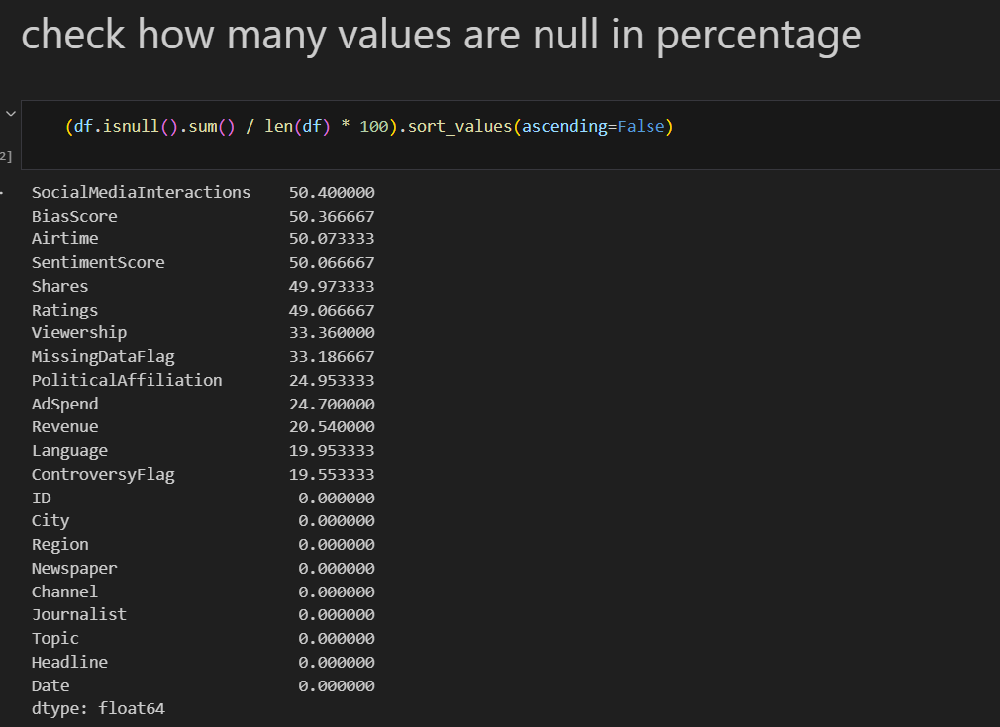 check how many values are null in percentage
(df.isnull().sum() / len(df) * 100).sort_values(ascending=False)
2]
SocialMediaInteractions 50.400000
BiasScore 50.366667
Airtime 50.073333
SentimentScore 50.066667
Shares 49.973333
Ratings 49.066667
Viewership 33.360000
MissingDataFlag 33.186667
PoliticalAffiliation 24.953333
AdSpend 24.700000
Revenue 20.540000
Language 19.953333
ControversyFlag 19.553333
ID 0.000000
City 0.000000
Region 0.000000
Newspaper 0.000000
Channel 0.000000
Journalist 0.000000
Topic 0.000000
Headline 0.000000
Date 0.000000
dtype: float64